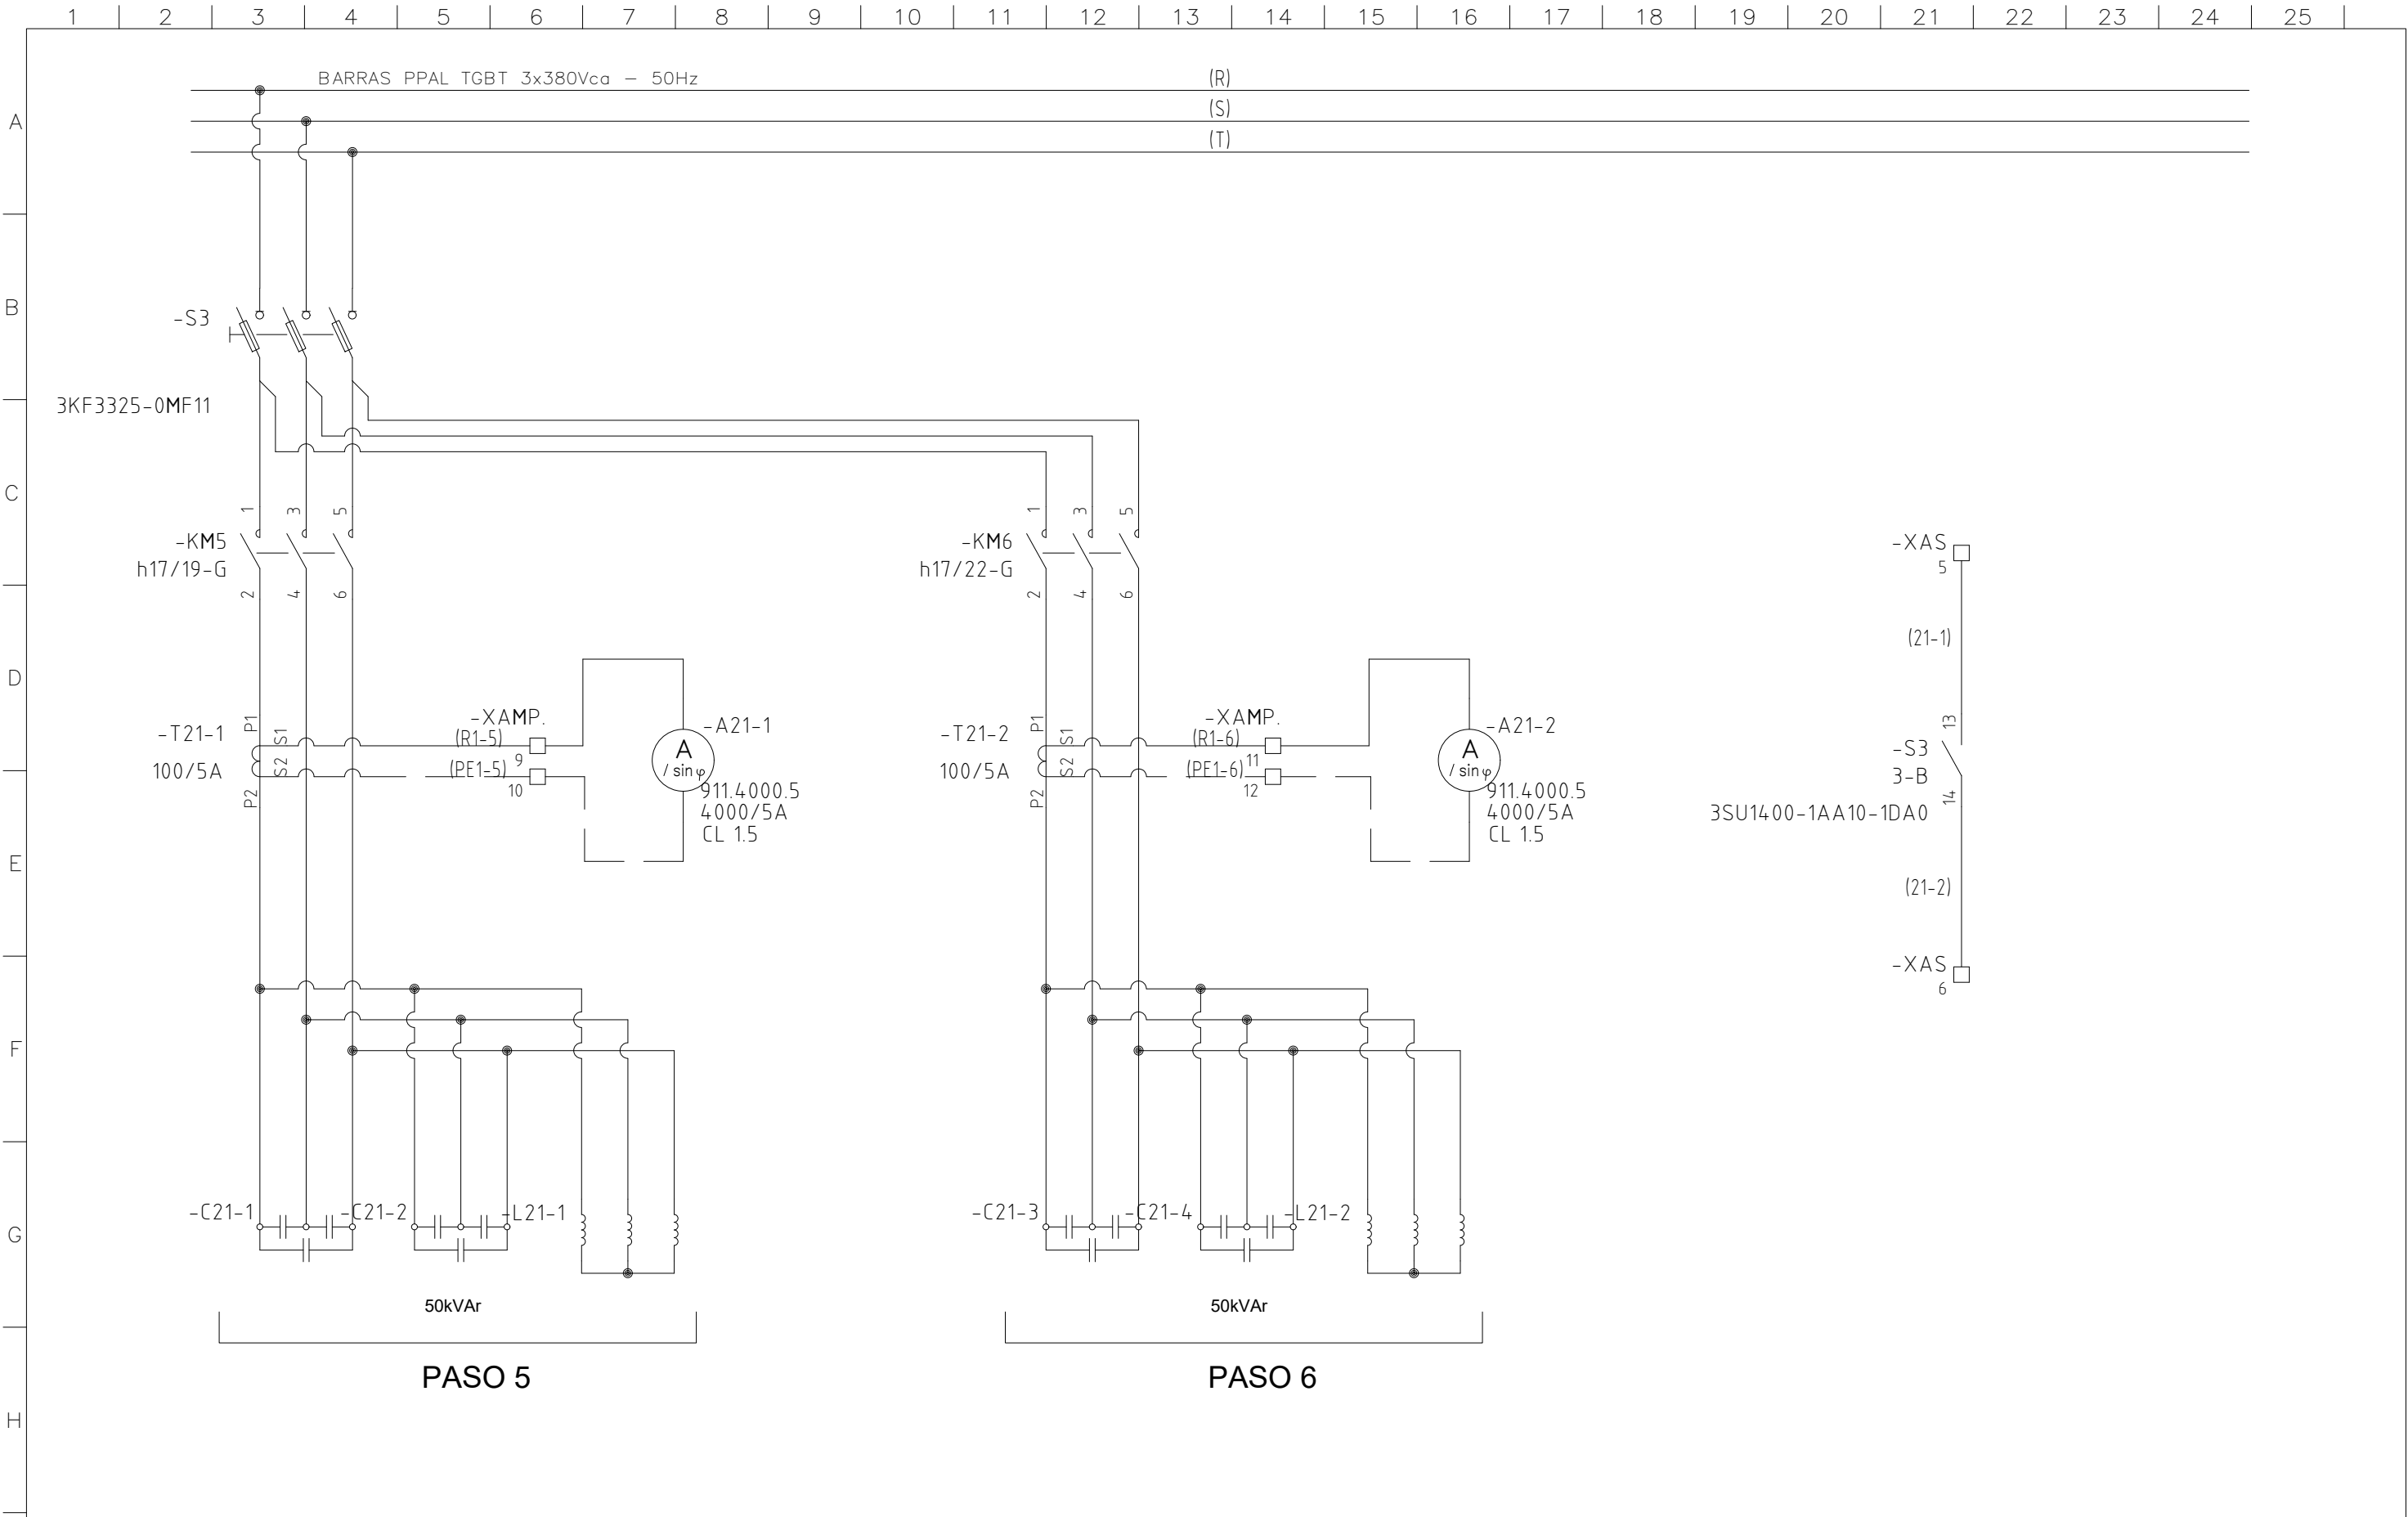 1 2 3 4 5 6 7 8 9 10 11 12 13 14 15 16 17 18 19 20 21 22 23 24 25
BARRAS PPAL TGBT 3x380Vca – 50Hz
(R)
(S)
(T)
A
B
C
D
E
F
G
H
-S3
3KF3325-0MF11
1 3 5
-KM5
h17/19-G
2 4 6
1 3 5
-KM6
h17/22-G
2 4 6
-T21-1
100/5A
P1
S1
S2
P2
-XAMP.
(R1-5)
9
(PE1-5)
10
-A21-1
A
/ sin φ
911.4000.5
4000/5A
CL 1.5
-T21-2
100/5A
P1
S1
S2
P2
-XAMP.
(R1-6)
11
(PE1-6)
12
-A21-2
A
/ sin φ
911.4000.5
4000/5A
CL 1.5
-XAS
5
(21-1)
13
-S3
3-B
14
3SU1400-1AA10-1DA0
(21-2)
-XAS
6
-C21-1
-C21-2
-L21-1
50kVAr
PASO 5
-C21-3
-C21-4
-L21-2
50kVAr
PASO 6